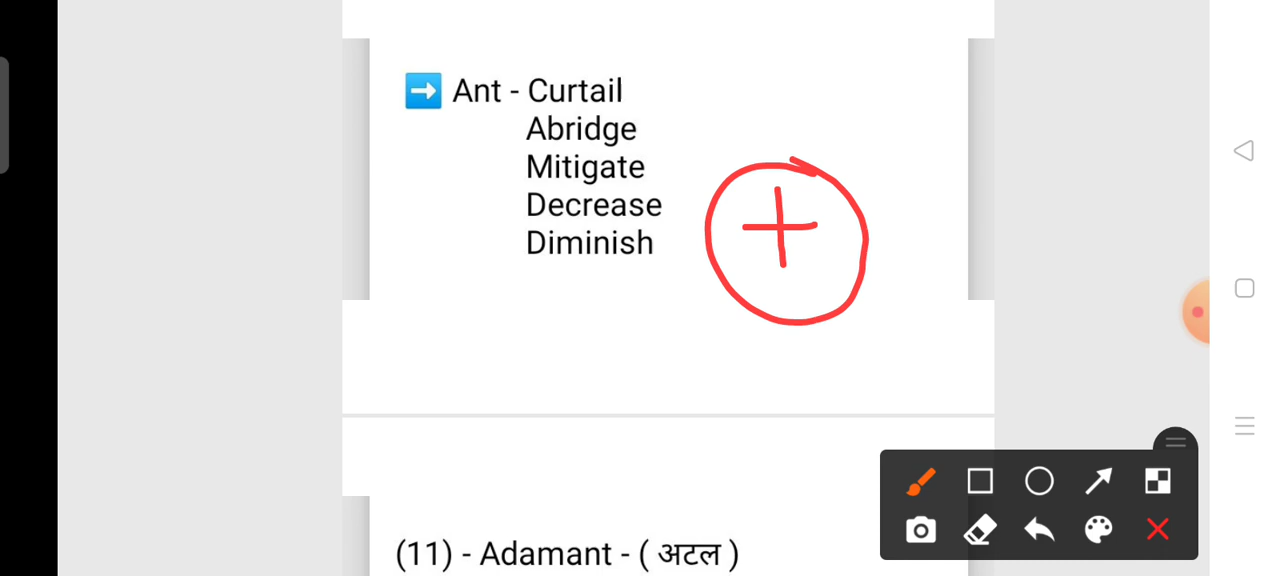 ➡️ Ant - Curtail
Abridge
Mitigate
Decrease
Diminish
(11) - Adamant - ( अटल )